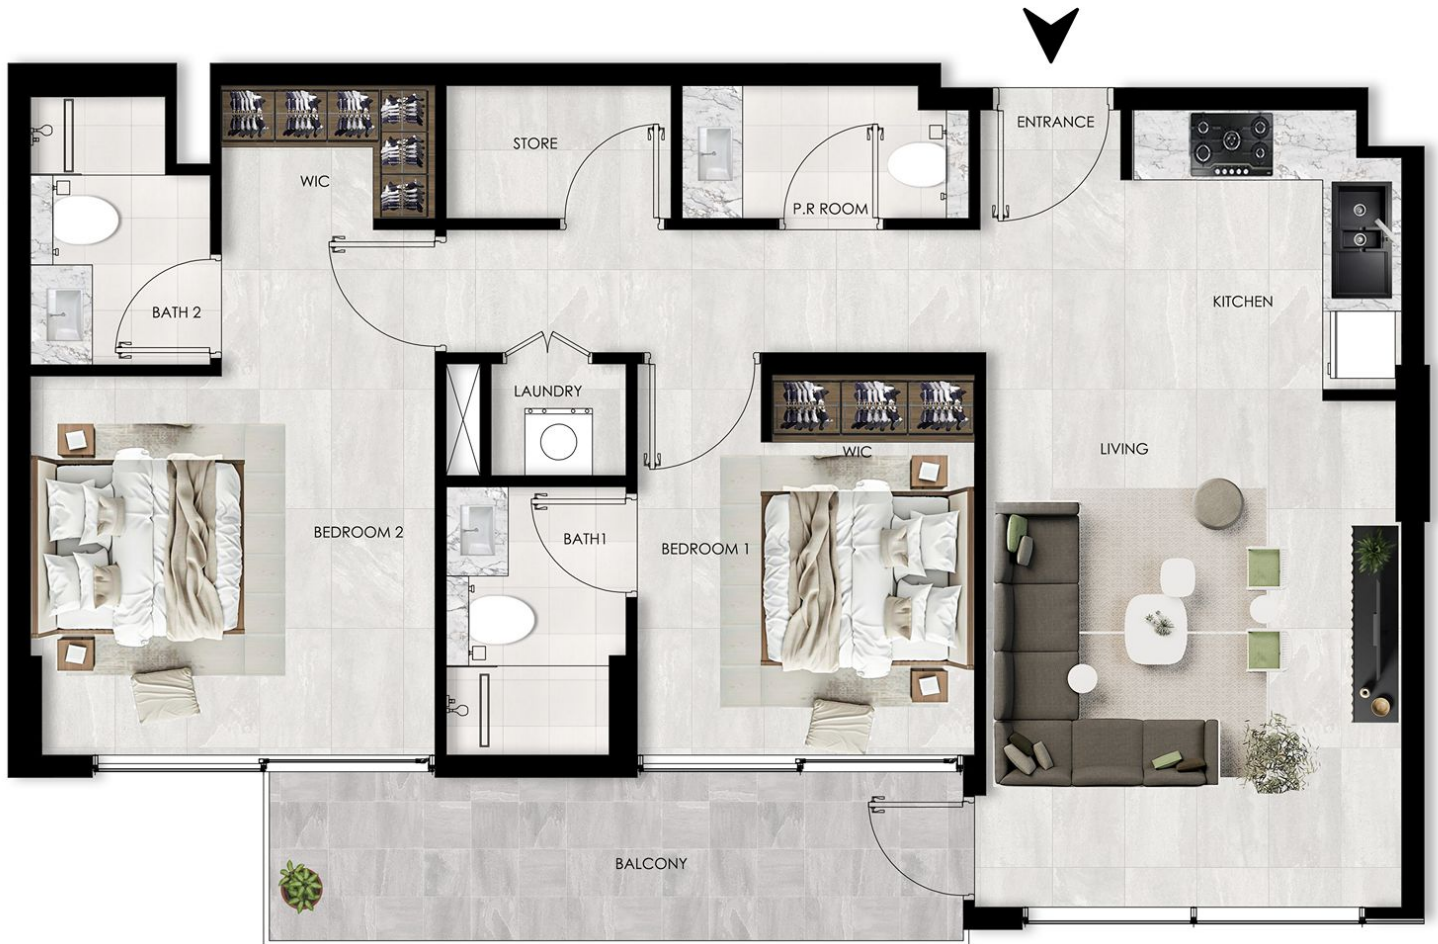 ENTRANCE
STORE
WIC
P.R ROOM
KITCHEN
BATH 2
LAUNDRY
LIVING
WIC
BEDROOM 2
BATH1
BEDROOM 1
BALCONY